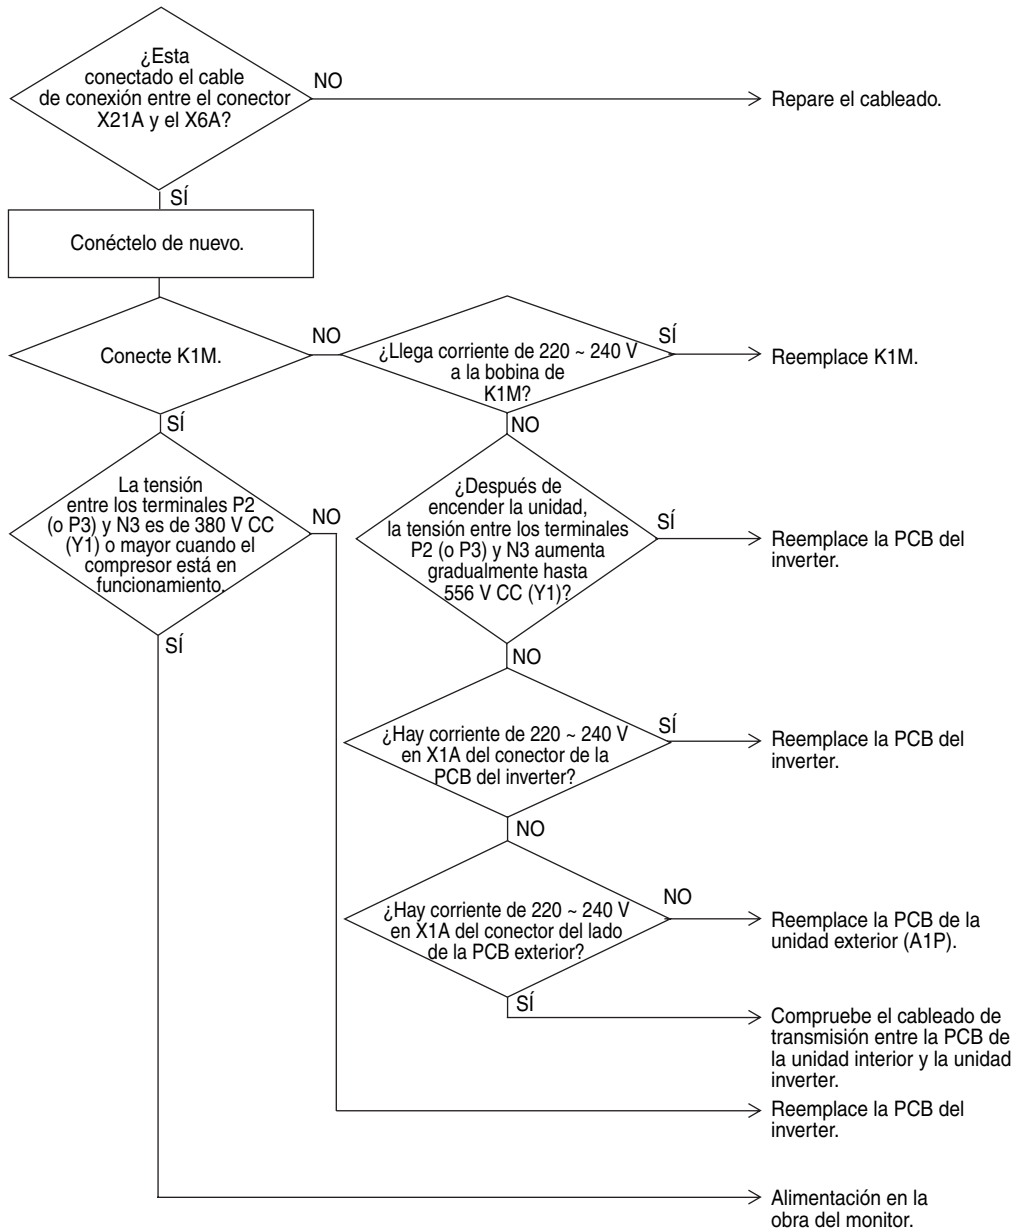 ¿Esta
conectado el cable
de conexión entre el conector
X21A y el X6A?
NO
Repare el cableado.
SÍ
Conéctelo de nuevo.
Conecte K1M.
NO
¿Llega corriente de 220 ~ 240 V
a la bobina de
K1M?
SÍ
Reemplace K1M.
SÍ
NO
La tensión
entre los terminales P2
(o P3) y N3 es de 380 V CC
(Y1) o mayor cuando el
compresor está en
funcionamiento.
NO
¿Después de
encender la unidad,
la tensión entre los terminales
P2 (o P3) y N3 aumenta
gradualmente hasta
556 V CC (Y1)?
SÍ
Reemplace la PCB del
inverter.
SÍ
NO
¿Hay corriente de 220 ~ 240 V
en X1A del conector de la
PCB del inverter?
SÍ
Reemplace la PCB del
inverter.
NO
¿Hay corriente de 220 ~ 240 V
en X1A del conector del lado
de la PCB exterior?
NO
Reemplace la PCB de la
unidad exterior (A1P).
SÍ
Compruebe el cableado de
transmisión entre la PCB de
la unidad interior y la unidad
inverter.
Reemplace la PCB del
inverter.
Alimentación en la
obra del monitor.